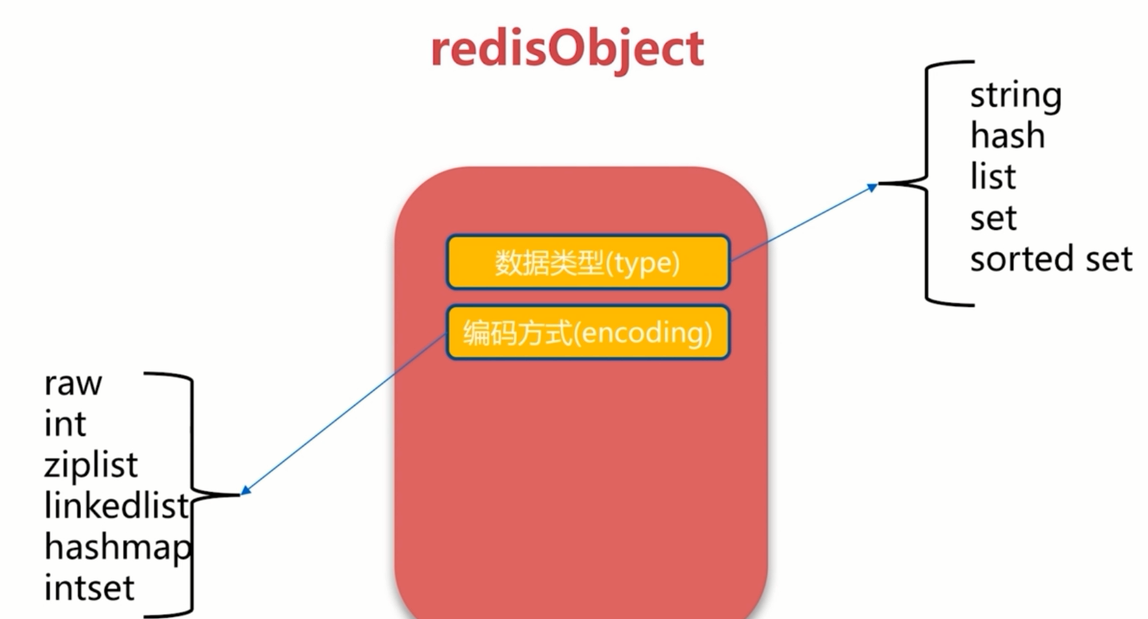 redisObject
string
hash
list
set
sorted set
数据类型(type)
编码方式(encoding)
raw
int
ziplist
linkedlist
hashmap
intset